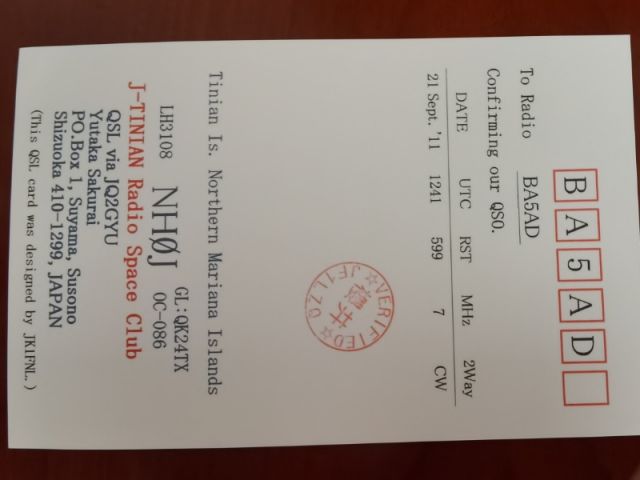 BA5AD
To Radio BA5AD
Confirming our QSO.
DATE UTC RST MHz 2Way
21 Sept. '11 1241 599 7 CW
VERIFIED
Tinian Is. Northern Mariana Islands
LH3108 NHØJ GL:QK24TX
OC-086
J-TINIAN Radio Space Club
QSL via JQ2GYU
Yutaka Sakurai
PO.Box 1, Suyama, Susono
Shizuoka 410-1299, JAPAN
(This QSL card was designed by JK1FNL.)